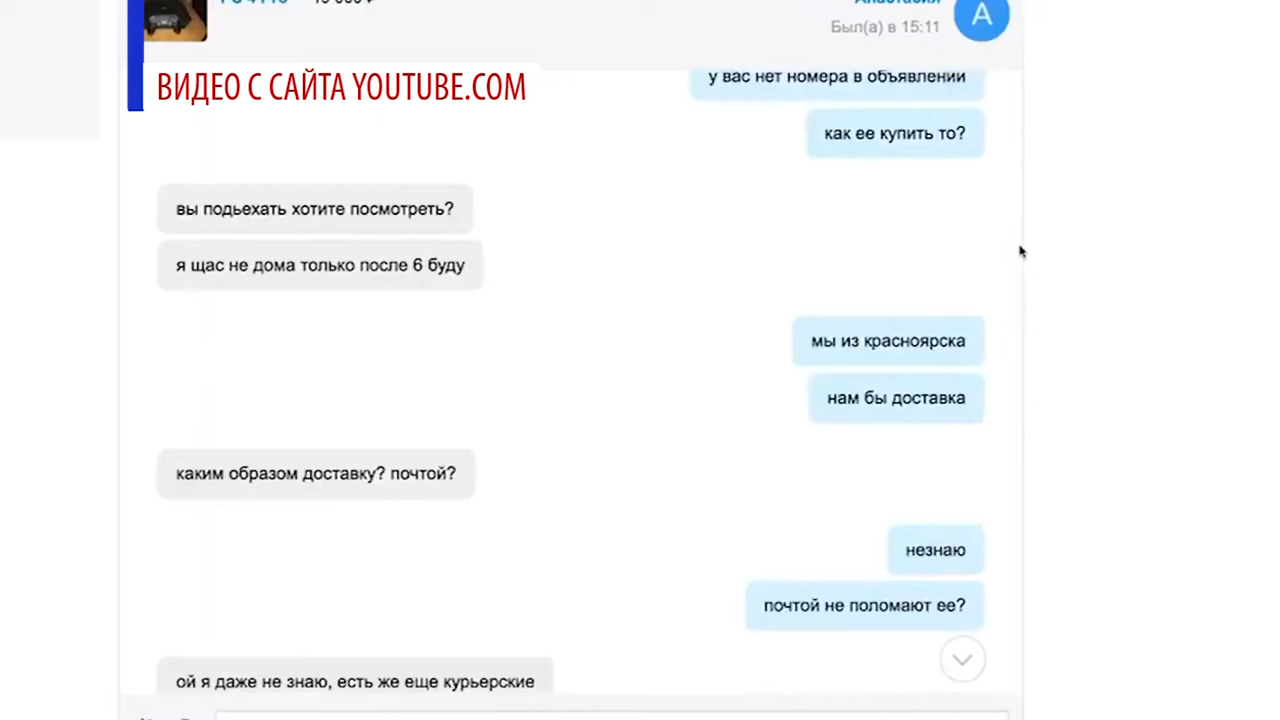 Был(а) в 15:11
А
ВИДЕО С САЙТА YOUTUBE.COM
у вас нет номера в объявлении
как ее купить то?
вы подьехать хотите посмотреть?
я щас не дома только после 6 буду
мы из красноярска
нам бы доставка
каким образом доставку? почтой?
незнаю
почтой не поломают ее?
ой я даже не знаю, есть же еще курьерские